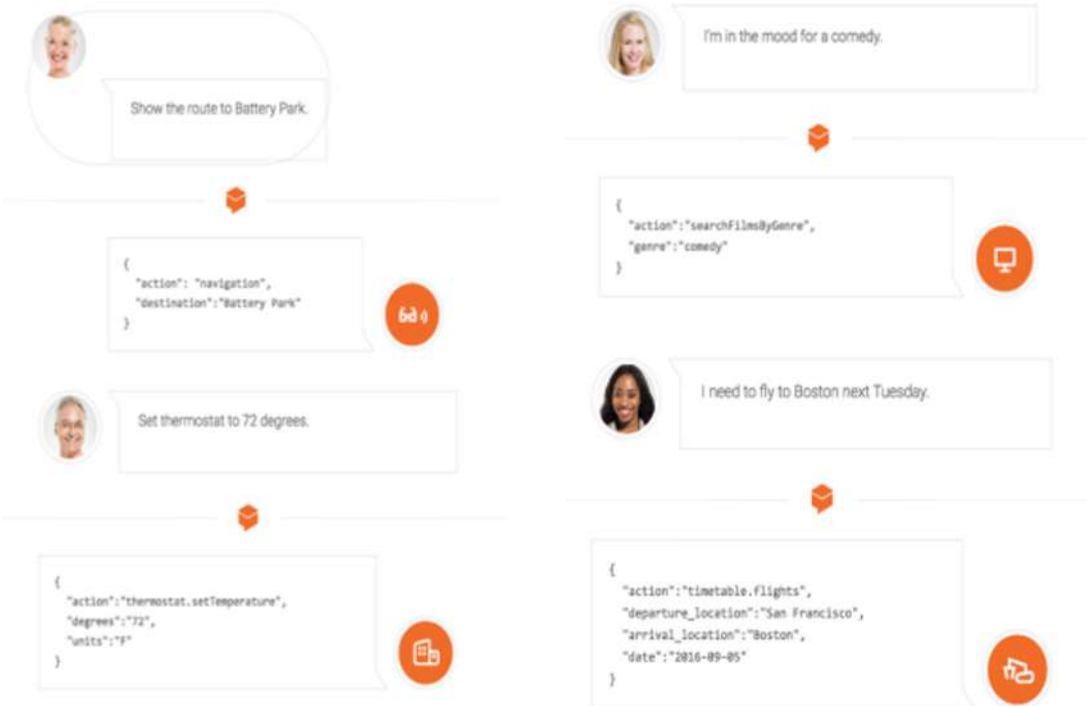 Show the route to Battery Park.
{
"action": "navigation",
"destination":"Battery Park"
}
Set thermostat to 72 degrees.
{
"action":"thermostat.setTemperature",
"degrees":"72",
"units":"F"
}
I'm in the mood for a comedy.
{
"action":"searchFilmsByGenre",
"genre":"comedy"
}
I need to fly to Boston next Tuesday.
{
"action":"timetable.flights",
"departure_location":"San Francisco",
"arrival_location":"Boston",
"date":"2016-09-05"
}